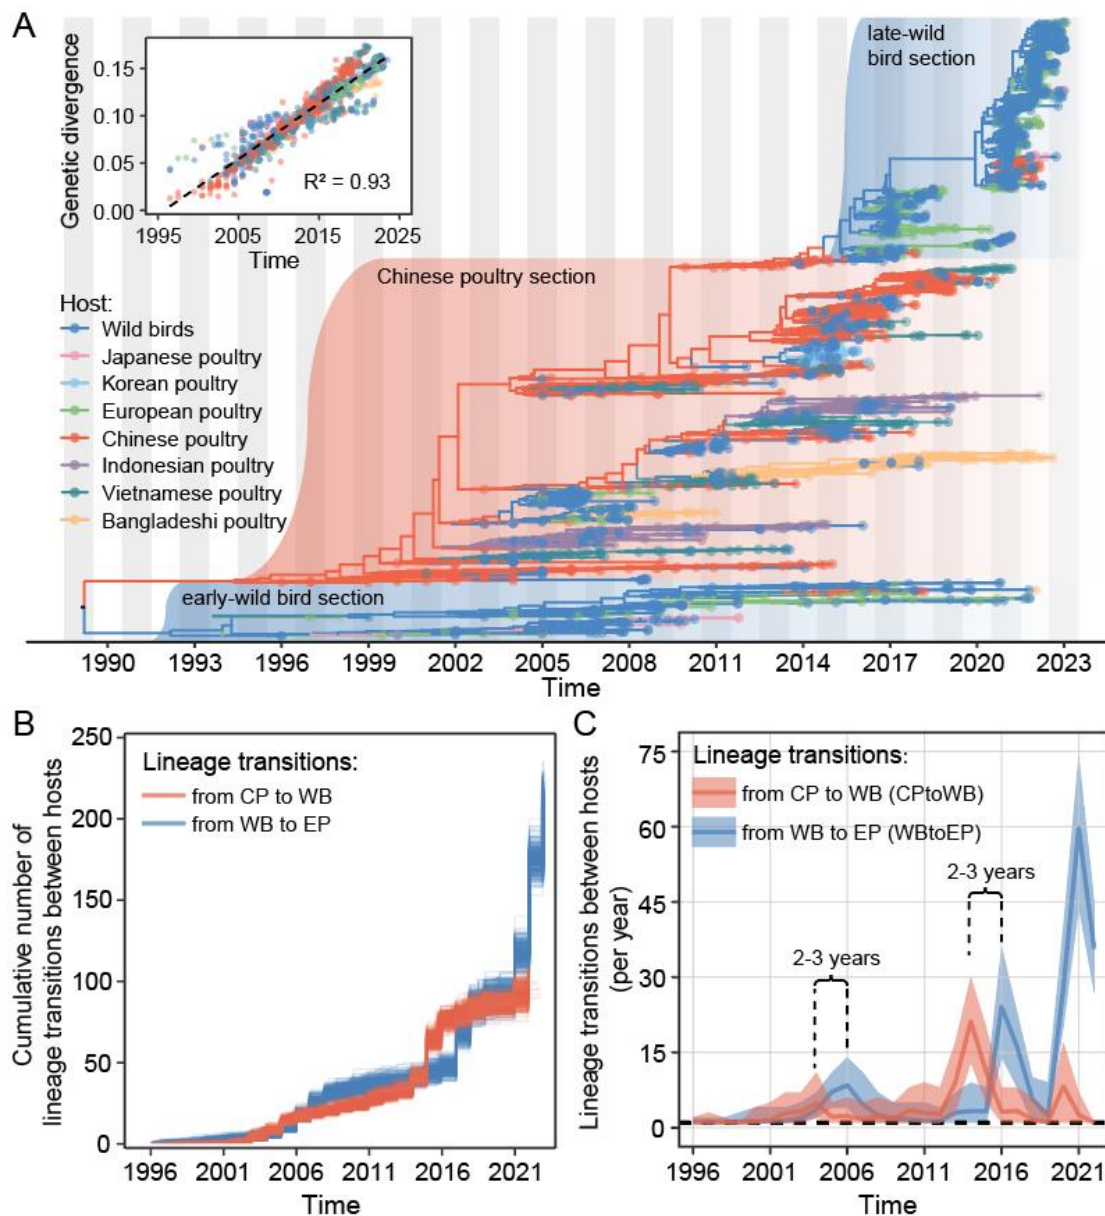 A
late-wild
bird section
0.15
0.10
0.05
0.00
Genetic divergence
R² = 0.93
1995 2005 2015 2025
Time
Chinese poultry section
Host:
Wild birds
Japanese poultry
Korean poultry
European poultry
Chinese poultry
Indonesian poultry
Vietnamese poultry
Bangladeshi poultry
early-wild bird section
1990 1993 1996 1999 2002 2005 2008 2011 2014 2017 2020 2023
Time
B
250
200
150
100
50
0
Cumulative number of
lineage transitions between hosts
Lineage transitions:
from CP to WB
from WB to EP
1996 2001 2006 2011 2016 2021
Time
C
75
60
45
30
15
0
Lineage transitions between hosts
(per year)
Lineage transitions:
from CP to WB (CPtoWB)
from WB to EP (WBtoEP)
2-3 years
2-3 years
1996 2001 2006 2011 2016 2021
Time